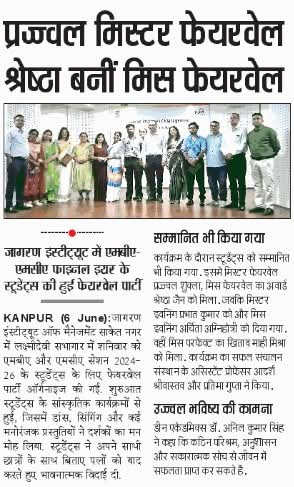 प्रज्ज्वल मिस्टर फेयरवेल
श्रेष्ठा बनीं मिस फेयरवेल
जागरण इंस्टीट्यूट में एमबीए-
एमसीए फाइनल इयर के
स्टूडेंट्स की हुई फेयरवेल पार्टी
KANPUR (6 June): जागरण
इंस्टीट्यूट ऑफ मैनेजमेंट साकेत नगर
में लक्ष्मीदेवी सभागार में शनिवार को
एमबीए और एमसीए सेशन 2024-
26 के स्टूडेंट्स के लिए फेयरवेल
पार्टी ऑर्गनाइज की गई. शुरुआत
स्टूडेंट्स के सांस्कृतिक कार्यक्रमों से
हुई, जिसमें डांस, सिंगिंग और कई
मनोरंजक प्रस्तुतियों ने दर्शकों का मन
मोह लिया. स्टूडेंट्स ने अपने साथी
छात्रों के साथ बिताए पलों को याद
करते हुए भावनात्मक विदाई दी.
सम्मानित भी किया गया
कार्यक्रम के दौरान स्टूडेंट्स को सम्मानित
भी किया गया. इसमें मिस्टर फेयरवेल
प्रज्ज्वल शुक्ला, मिस फेयरवेल का अवार्ड
श्रेष्ठा जैन को मिला. जबकि मिस्टर
इवनिंग प्रभात कुमार को और मिस
इवनिंग अर्पिता अग्निहोत्री को दिया गया.
वहीं मिस परफेक्ट का खिताब माही मिश्रा
को मिला. कार्यक्रम का सफल संचालन
संस्थान के असिस्टेंट प्रोफेसर आदर्श
श्रीवास्तव और प्रतिमा गुप्ता ने किया.
उज्वल भविष्य की कामना
डीन एकेडमिक्स डॉ. अनिल कुमार सिंह
ने कहा कि कठिन परिश्रम, अनुशासन
और सकारात्मक सोच से जीवन में
सफलता प्राप्त कर सकते है.